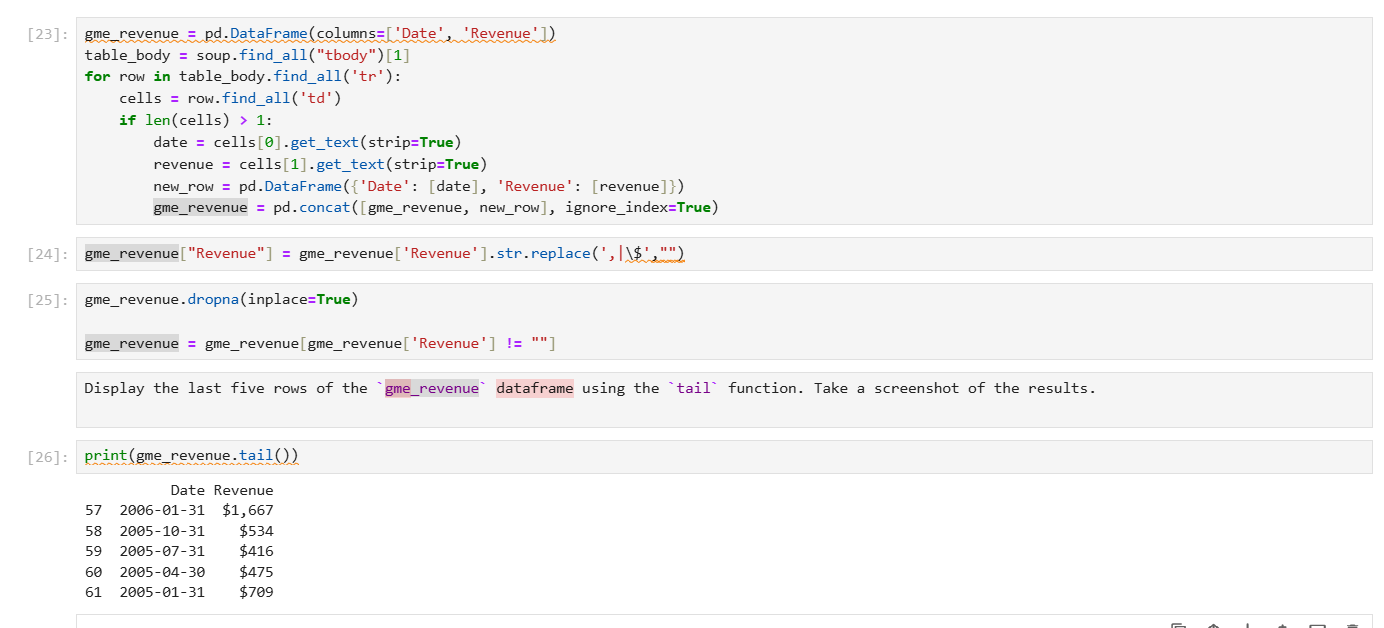 [23]: gme_revenue = pd.DataFrame(columns=['Date', 'Revenue'])
table_body = soup.find_all("tbody")[1]
for row in table_body.find_all('tr'):
    cells = row.find_all('td')
    if len(cells) > 1:
        date = cells[0].get_text(strip=True)
        revenue = cells[1].get_text(strip=True)
        new_row = pd.DataFrame({'Date': [date], 'Revenue': [revenue]})
        gme_revenue = pd.concat([gme_revenue, new_row], ignore_index=True)
[24]: gme_revenue["Revenue"] = gme_revenue['Revenue'].str.replace(',|\$',"")
[25]: gme_revenue.dropna(inplace=True)
gme_revenue = gme_revenue[gme_revenue['Revenue'] != ""]
Display the last five rows of the `gme_revenue` dataframe using the `tail` function. Take a screenshot of the results.
[26]: print(gme_revenue.tail())
          Date Revenue
57  2006-01-31  $1,667
58  2005-10-31    $534
59  2005-07-31    $416
60  2005-04-30    $475
61  2005-01-31    $709